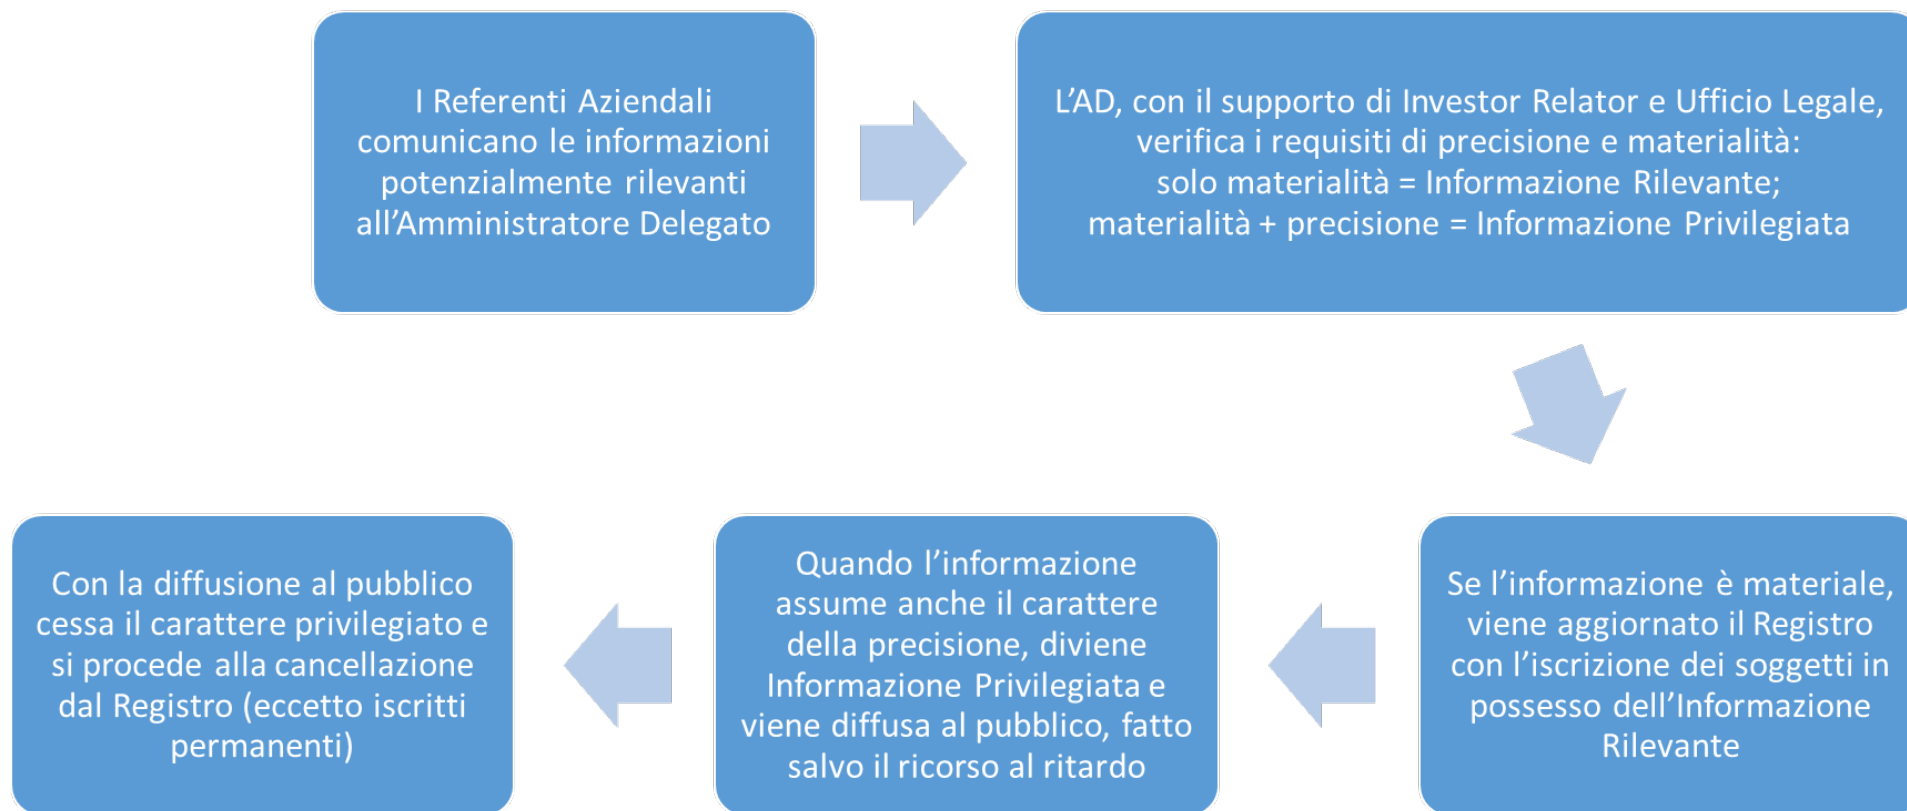 I Referenti Aziendali
comunicano le informazioni
potenzialmente rilevanti
all’Amministratore Delegato
L’AD, con il supporto di Investor Relator e Ufficio Legale,
verifica i requisiti di precisione e materialità:
solo materialità = Informazione Rilevante;
materialità + precisione = Informazione Privilegiata
Se l’informazione è materiale,
viene aggiornato il Registro
con l’iscrizione dei soggetti in
possesso dell’Informazione
Rilevante
Quando l’informazione
assume anche il carattere
della precisione, diviene
Informazione Privilegiata e
viene diffusa al pubblico, fatto
salvo il ricorso al ritardo
Con la diffusione al pubblico
cessa il carattere privilegiato e
si procede alla cancellazione
dal Registro (eccetto iscritti
permanenti)